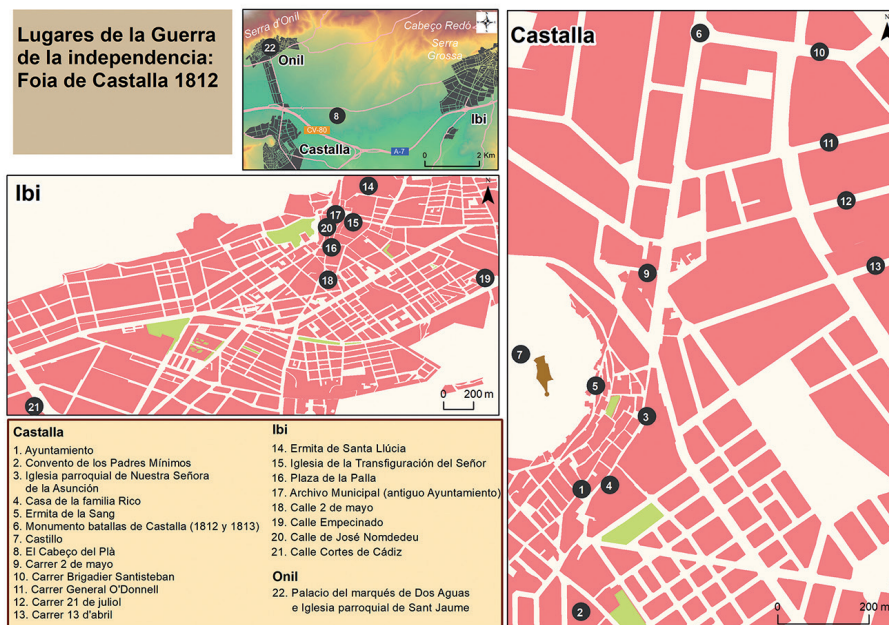 Lugares de la Guerra
de la independencia:
Foia de Castalla 1812
Serra d'Onil
22
Onil
Cabeço Redó
N
Serra
Grossa
8
Ibi
CV-80
Castalla
A-7
0 2 Km
Ibi
14
N
17
15
20
16
18
19
21
0 200 m
Castalla
N
6
10
11
12
9
13
7
5
3
1
4
2
0 200 m
Castalla
1. Ayuntamiento
2. Convento de los Padres Mínimos
3. Iglesia parroquial de Nuestra Señora
de la Asunción
4. Casa de la familia Rico
5. Ermita de la Sang
6. Monumento batallas de Castalla (1812 y 1813)
7. Castillo
8. El Cabeço del Plà
9. Carrer 2 de mayo
10. Carrer Brigadier Santisteban
11. Carrer General O'Donnell
12. Carrer 21 de juliol
13. Carrer 13 d'abril
Ibi
14. Ermita de Santa Llúcia
15. Iglesia de la Transfiguración del Señor
16. Plaza de la Palla
17. Archivo Municipal (antiguo Ayuntamiento)
18. Calle 2 de mayo
19. Calle Empecinado
20. Calle de José Nomdedeu
21. Calle Cortes de Cádiz
Onil
22. Palacio del marqués de Dos Aguas
e Iglesia parroquial de Sant Jaume